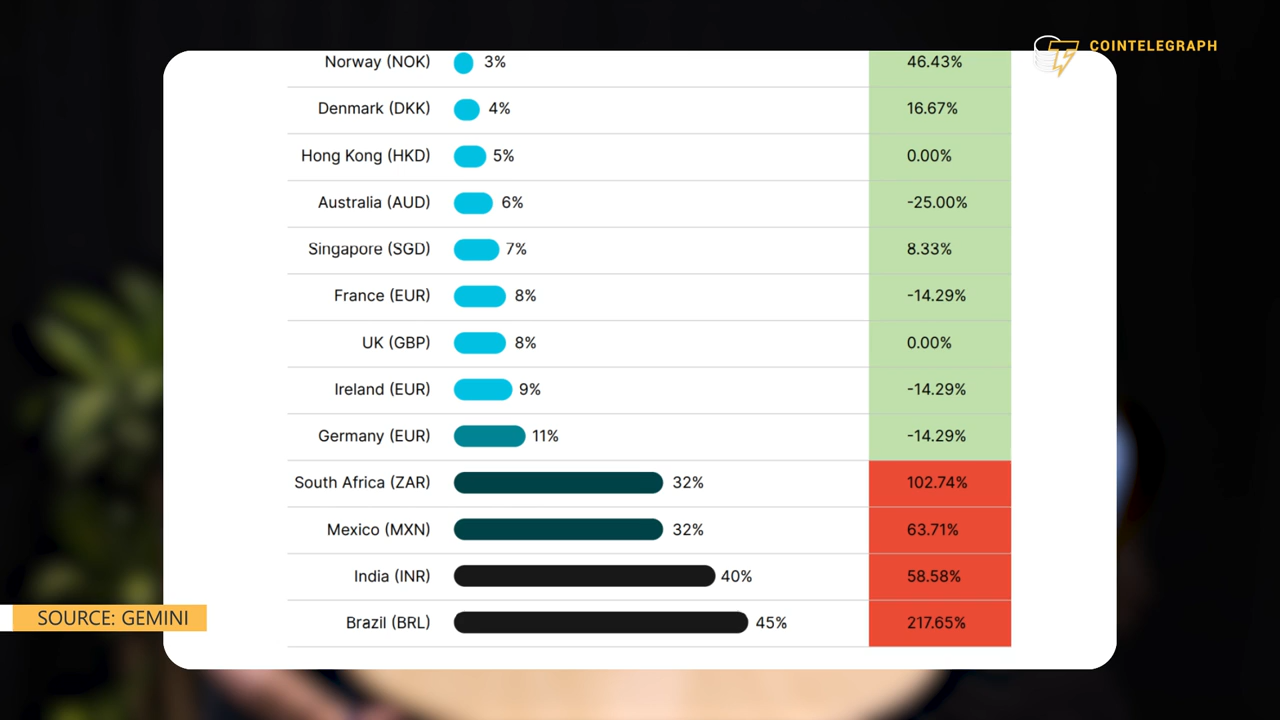 COINTELEGRAPH
Norway (NOK) 3% 46.43%
Denmark (DKK) 4% 16.67%
Hong Kong (HKD) 5% 0.00%
Australia (AUD) 6% -25.00%
Singapore (SGD) 7% 8.33%
France (EUR) 8% -14.29%
UK (GBP) 8% 0.00%
Ireland (EUR) 9% -14.29%
Germany (EUR) 11% -14.29%
South Africa (ZAR) 32% 102.74%
Mexico (MXN) 32% 63.71%
India (INR) 40% 58.58%
Brazil (BRL) 45% 217.65%
SOURCE: GEMINI